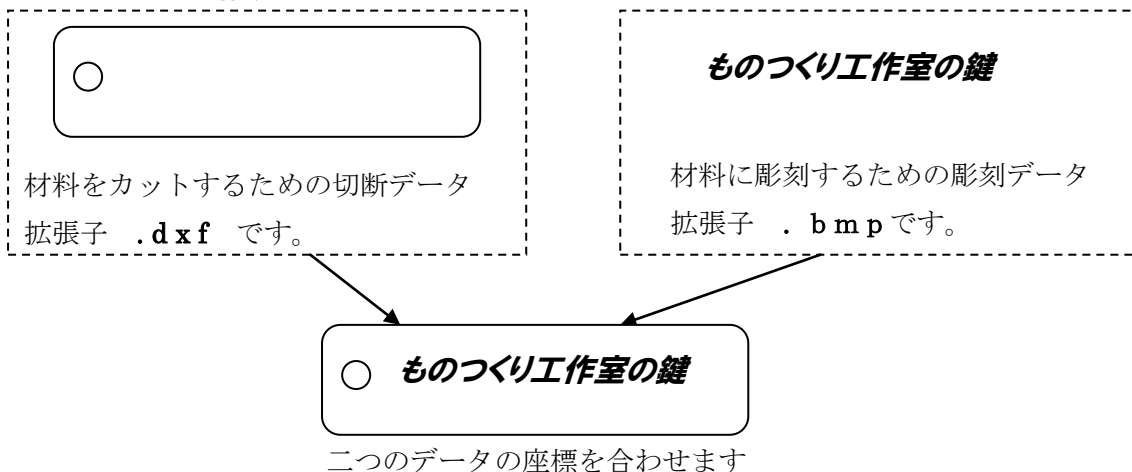 ものつくり工作室の鍵
材料をカットするための切断データ
拡張子 .dxf です。
材料に彫刻するための彫刻データ
拡張子 .bmpです。
ものつくり工作室の鍵
二つのデータの座標を合わせます